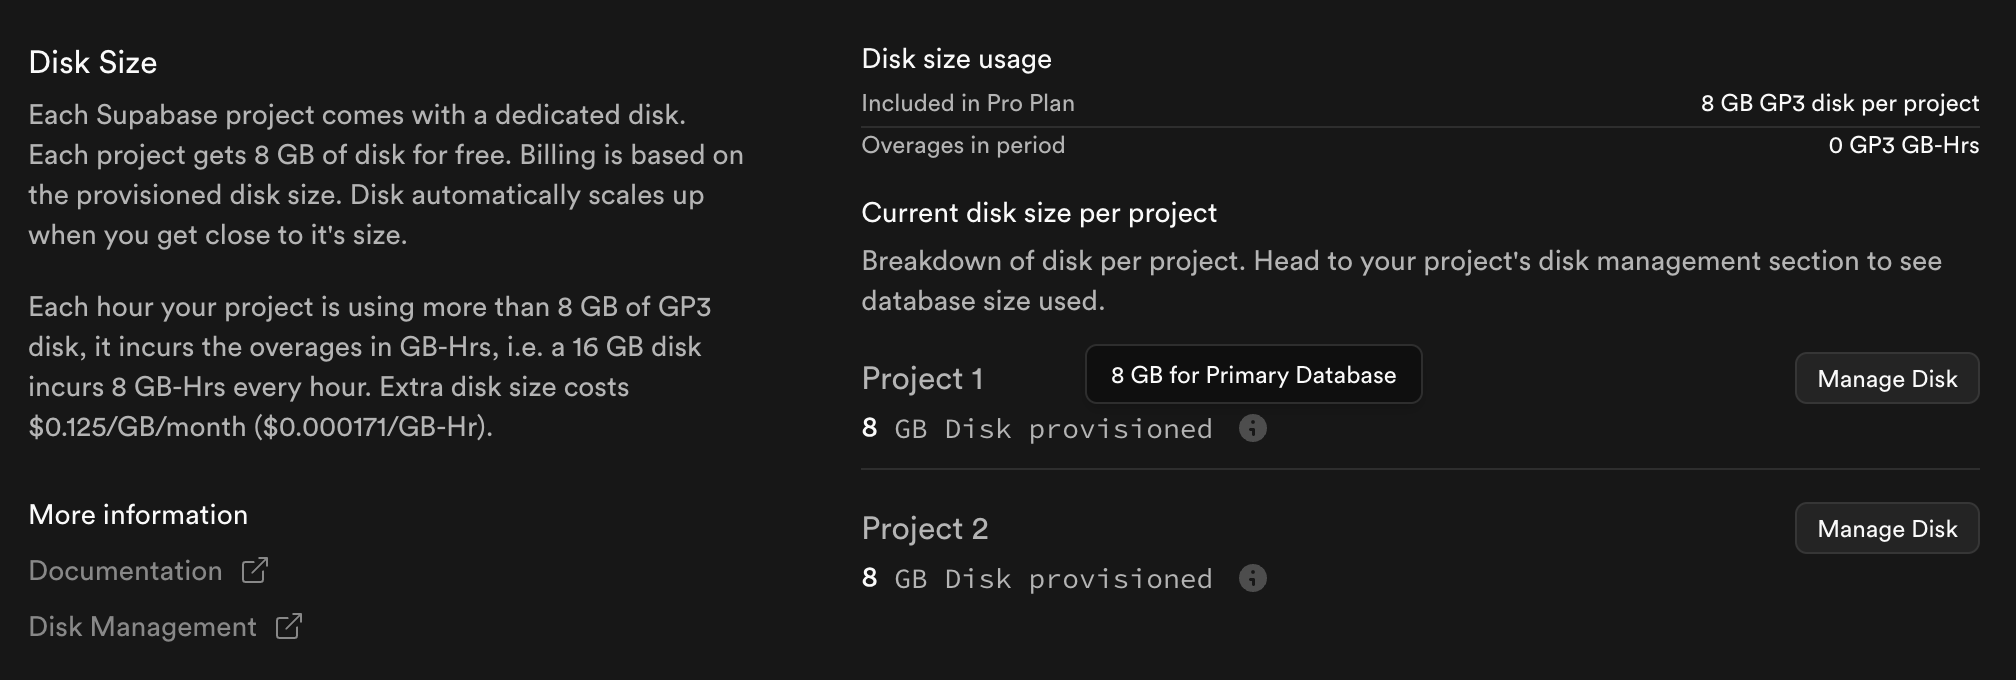 Disk Size
Each Supabase project comes with a dedicated disk.
Each project gets 8 GB of disk for free. Billing is based on
the provisioned disk size. Disk automatically scales up
when you get close to it's size.
Each hour your project is using more than 8 GB of GP3
disk, it incurs the overages in GB-Hrs, i.e. a 16 GB disk
incurs 8 GB-Hrs every hour. Extra disk size costs
$0.125/GB/month ($0.000171/GB-Hr).
More information
Documentation
Disk Management
Disk size usage
Included in Pro Plan 8 GB GP3 disk per project
Overages in period 0 GP3 GB-Hrs
Current disk size per project
Breakdown of disk per project. Head to your project's disk management section to see
database size used.
Project 1 8 GB for Primary Database Manage Disk
8 GB Disk provisioned
Project 2 Manage Disk
8 GB Disk provisioned